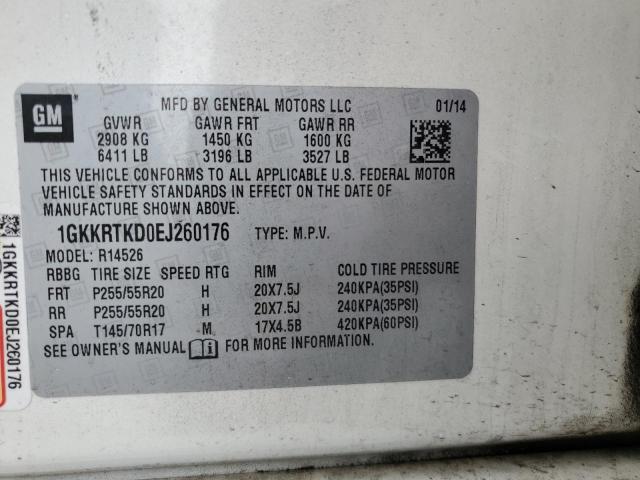 GM
MFD BY GENERAL MOTORS LLC 01/14
GVWR GAWR FRT GAWR RR
2908 KG 1450 KG 1600 KG
6411 LB 3196 LB 3527 LB
THIS VEHICLE CONFORMS TO ALL APPLICABLE U.S. FEDERAL MOTOR
VEHICLE SAFETY STANDARDS IN EFFECT ON THE DATE OF
MANUFACTURE SHOWN ABOVE.
1GKKRTKD0EJ260176 TYPE: M.P.V.
MODEL: R14526
RBBG TIRE SIZE SPEED RTG RIM COLD TIRE PRESSURE
FRT P255/55R20 H 20X7.5J 240KPA(35PSI)
RR P255/55R20 H 20X7.5J 240KPA(35PSI)
SPA T145/70R17 M 17X4.5B 420KPA(60PSI)
SEE OWNER'S MANUAL FOR MORE INFORMATION.
1GKKRTKD0EJ260176